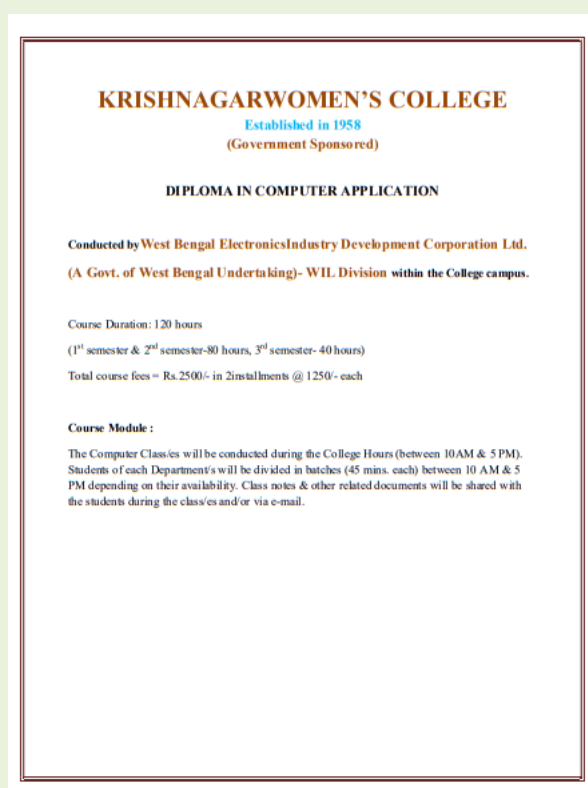 KRISHNAGARWOMEN'S COLLEGE
Established in 1958
(Government Sponsored)
DIPLOMA IN COMPUTER APPLICATION
Conducted by West Bengal ElectronicsIndustry Development Corporation Ltd.
(A Govt. of West Bengal Undertaking)- WIL Division within the College campus.
Course Duration: 120 hours
(1st semester & 2nd semester-80 hours, 3rd semester- 40 hours)
Total course fees = Rs.2500/- in 2installments @ 1250/- each
Course Module :
The Computer Class/es will be conducted during the College Hours (between 10AM & 5 PM).
Students of each Department/s will be divided in batches (45 mins. each) between 10 AM & 5
PM depending on their availability. Class notes & other related documents will be shared with
the students during the class/es and/or via e-mail.